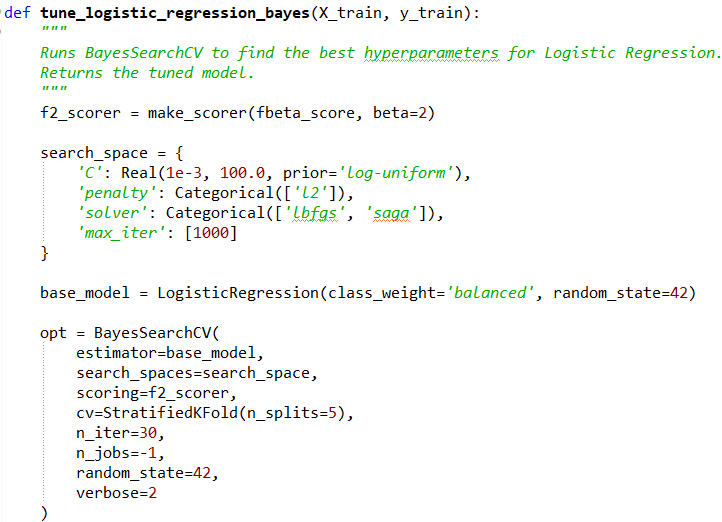 def tune_logistic_regression_bayes(X_train, y_train):
    """
    Runs BayesSearchCV to find the best hyperparameters for Logistic Regression.
    Returns the tuned model.
    """
    f2_scorer = make_scorer(fbeta_score, beta=2)
    search_space = {
        'C': Real(1e-3, 100.0, prior='log-uniform'),
        'penalty': Categorical(['l2']),
        'solver': Categorical(['lbfgs', 'saga']),
        'max_iter': [1000]
    }
    base_model = LogisticRegression(class_weight='balanced', random_state=42)
    opt = BayesSearchCV(
        estimator=base_model,
        search_spaces=search_space,
        scoring=f2_scorer,
        cv=StratifiedKFold(n_splits=5),
        n_iter=30,
        n_jobs=-1,
        random_state=42,
        verbose=2
    )